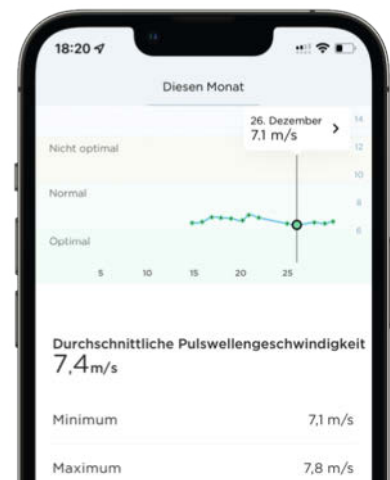 18:20
Diesen Monat
26. Dezember
7.1 m/s
14
Nicht optimal
12
10
Normal
8
6
Optimal
5 10 15 20 25
Durchschnittliche Pulswellengeschwindigkeit
7,4 m/s
Minimum 7,1 m/s
Maximum 7,8 m/s